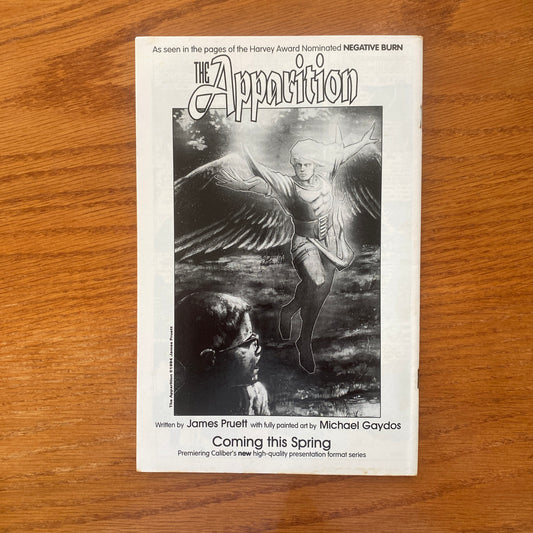 As seen in the pages of the Harvey Award Nominated NEGATIVE BURN
THE
Apparition
The Apparition ©1994 James Pruett
Written by James Pruett with fully painted art by Michael Gaydos
Coming this Spring
Premiering Caliber's new high-quality presentation format series